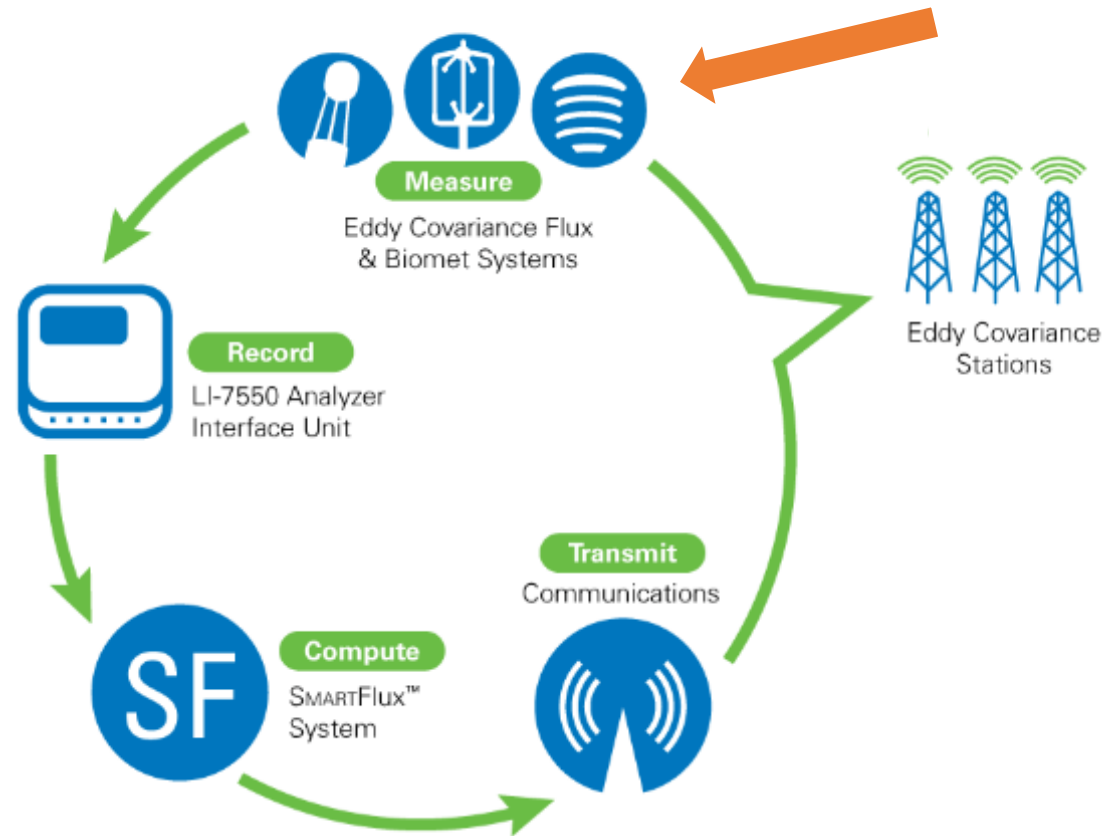 Measure
Eddy Covariance Flux
& Biomet Systems
Eddy Covariance
Stations
Record
LI-7550 Analyzer
Interface Unit
Transmit
Communications
Compute
SMARTFlux™
System
SF